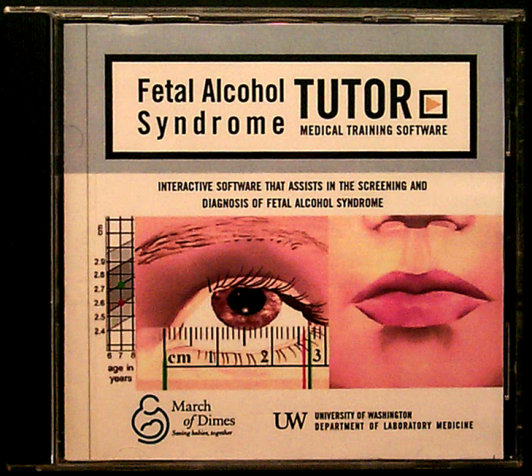 Fetal Alcohol
Syndrome
TUTOR
MEDICAL TRAINING SOFTWARE
INTERACTIVE SOFTWARE THAT ASSISTS IN THE SCREENING AND
DIAGNOSIS OF FETAL ALCOHOL SYNDROME
2.9
2.8
2.7
2.6
2.5
2.4
6 7 8
age in
years
cm 1 2 3
March
of Dimes
Saving babies, together
UW
UNIVERSITY OF WASHINGTON
DEPARTMENT OF LABORATORY MEDICINE